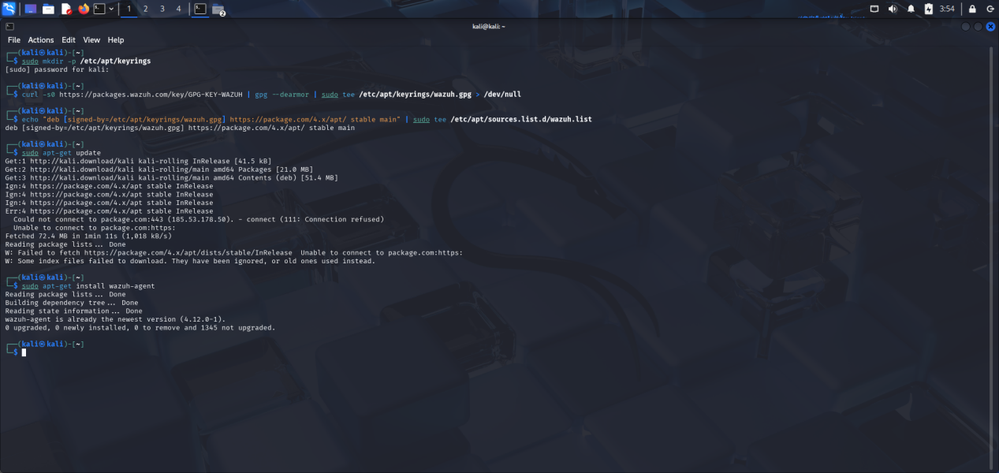 1 2 3 4 2 3:54
kali@kali: ~
File Actions Edit View Help
┌──(kali㉿kali)-[~]
└─$ sudo mkdir -p /etc/apt/keyrings
[sudo] password for kali:
┌──(kali㉿kali)-[~]
└─$ curl -s0 https://packages.wazuh.com/key/GPG-KEY-WAZUH | gpg --dearmor | sudo tee /etc/apt/keyrings/wazuh.gpg > /dev/null
┌──(kali㉿kali)-[~]
└─$ echo "deb [signed-by=/etc/apt/keyrings/wazuh.gpg] https://package.com/4.x/apt/ stable main" | sudo tee /etc/apt/sources.list.d/wazuh.list
deb [signed-by=/etc/apt/keyrings/wazuh.gpg] https://package.com/4.x/apt/ stable main
┌──(kali㉿kali)-[~]
└─$ sudo apt-get update
Get:1 http://kali.download/kali kali-rolling InRelease [41.5 kB]
Get:2 http://kali.download/kali kali-rolling/main amd64 Packages [21.0 MB]
Get:3 http://kali.download/kali kali-rolling/main amd64 Contents (deb) [51.4 MB]
Ign:4 https://package.com/4.x/apt stable InRelease
Ign:4 https://package.com/4.x/apt stable InRelease
Ign:4 https://package.com/4.x/apt stable InRelease
Err:4 https://package.com/4.x/apt stable InRelease
  Could not connect to package.com:443 (185.53.178.50). - connect (111: Connection refused)
  Unable to connect to package.com:https:
Fetched 72.4 MB in 1min 11s (1,018 kB/s)
Reading package lists... Done
W: Failed to fetch https://package.com/4.x/apt/dists/stable/InRelease  Unable to connect to package.com:https:
W: Some index files failed to download. They have been ignored, or old ones used instead.
┌──(kali㉿kali)-[~]
└─$ sudo apt-get install wazuh-agent
Reading package lists... Done
Building dependency tree... Done
Reading state information... Done
wazuh-agent is already the newest version (4.12.0-1).
0 upgraded, 0 newly installed, 0 to remove and 1345 not upgraded.
┌──(kali㉿kali)-[~]
└─$